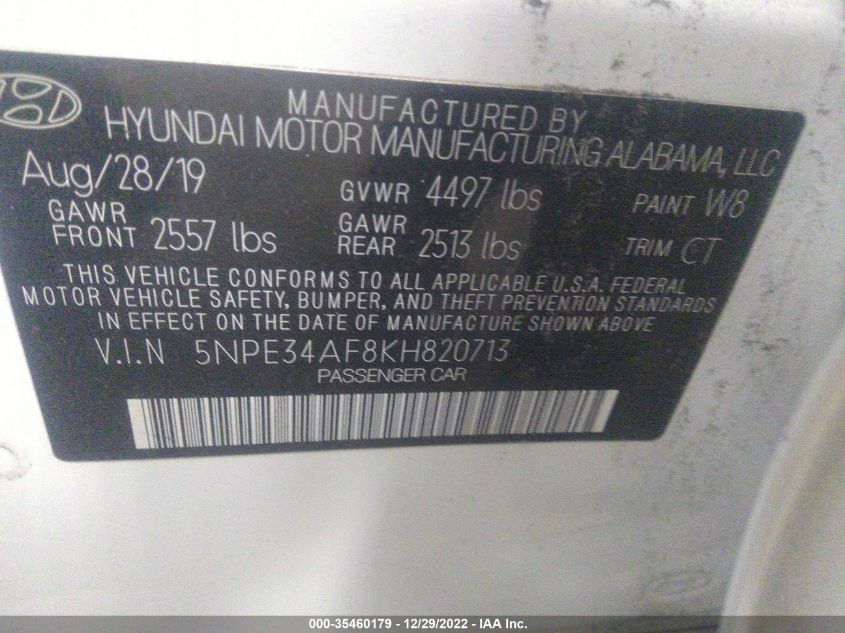 MANUFACTURED BY
HYUNDAI MOTOR MANUFACTURING ALABAMA, LLC
Aug/28/19 GVWR 4497 lbs PAINT W8
GAWR FRONT 2557 lbs GAWR REAR 2513 lbs TRIM CT
THIS VEHICLE CONFORMS TO ALL APPLICABLE U.S.A. FEDERAL
MOTOR VEHICLE SAFETY, BUMPER, AND THEFT PREVENTION STANDARDS
IN EFFECT ON THE DATE OF MANUFACTURE SHOWN ABOVE
V.I.N 5NPE34AF8KH820713
PASSENGER CAR
000-35460179 - 12/29/2022 - IAA Inc.